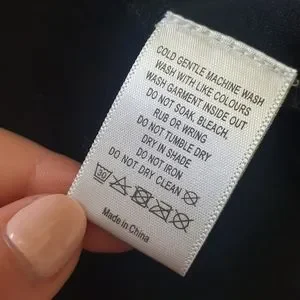 COLD GENTLE MACHINE WASH
WASH WITH LIKE COLOURS
WASH GARMENT INSIDE OUT
DO NOT SOAK, BLEACH,
RUB OR WRING
DO NOT TUMBLE DRY
DRY IN SHADE
DO NOT IRON
DO NOT DRY CLEAN
30
Made in China